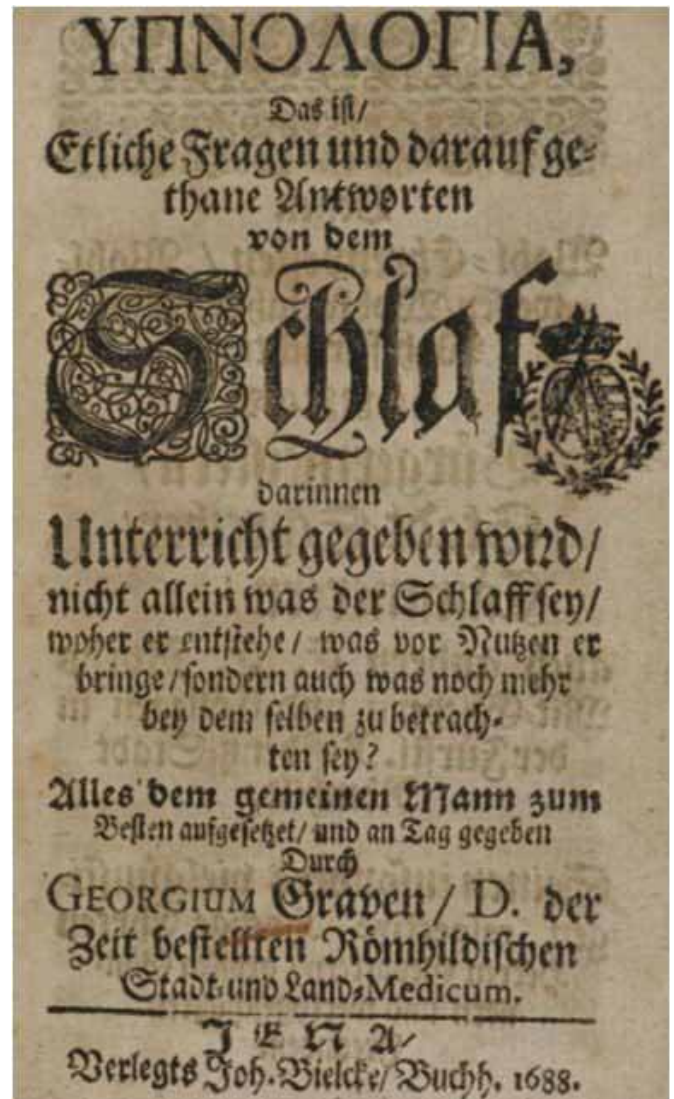 ΥΠΝΟΛΟΓΙΑ,
Das ist/
Etliche Fragen und darauf ge-
thane Antworten
von dem
Schlaf
darinnen
Unterricht gegeben wird/
nicht allein was der Schlaff sey/
woher er entstehe/ was vor Nutzen er
bringe/ sondern auch was noch mehr
bey dem selben zu betrach-
ten sey?
Alles dem gemeinen Mann zum
Besten aufgesetzet/ und an Tag gegeben
Durch
GEORGIUM Graven/ D. der
Zeit bestellten Römhildischen
Stadt-und Land-Medicum.
JENA/
Verlegts Joh. Bielcke/ Buchh. 1688.